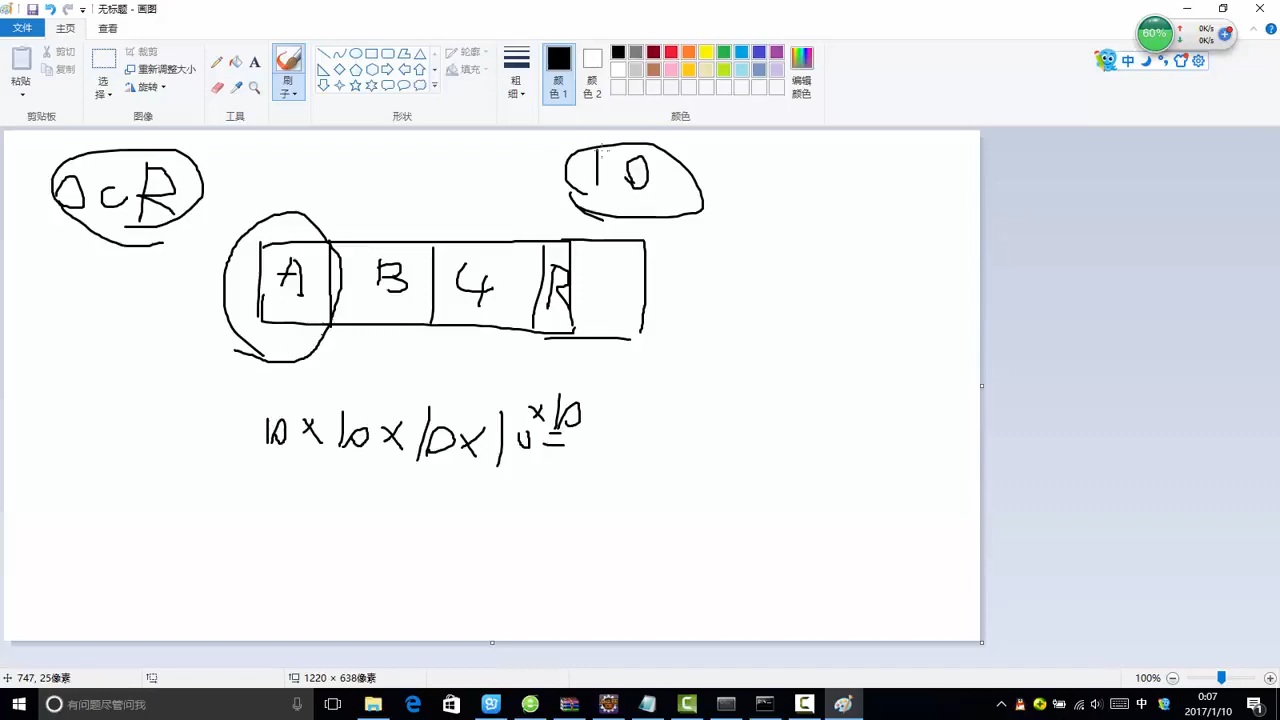 无标题 - 画图
60%
0K/s
0K/s
文件
主页
查看
粘贴
剪切
复制
选择
裁剪
重新调整大小
旋转
A
刷子
轮廓
填充
粗细
颜色 1
颜色 2
编辑颜色
中
剪贴板
图像
工具
形状
颜色
OCR
10
A B 4 R
10 x 10 x 10 x 10 x 10 =
747, 25像素
1220 × 638像素
100%
有问题尽管问我
中
0:07
2017/1/10